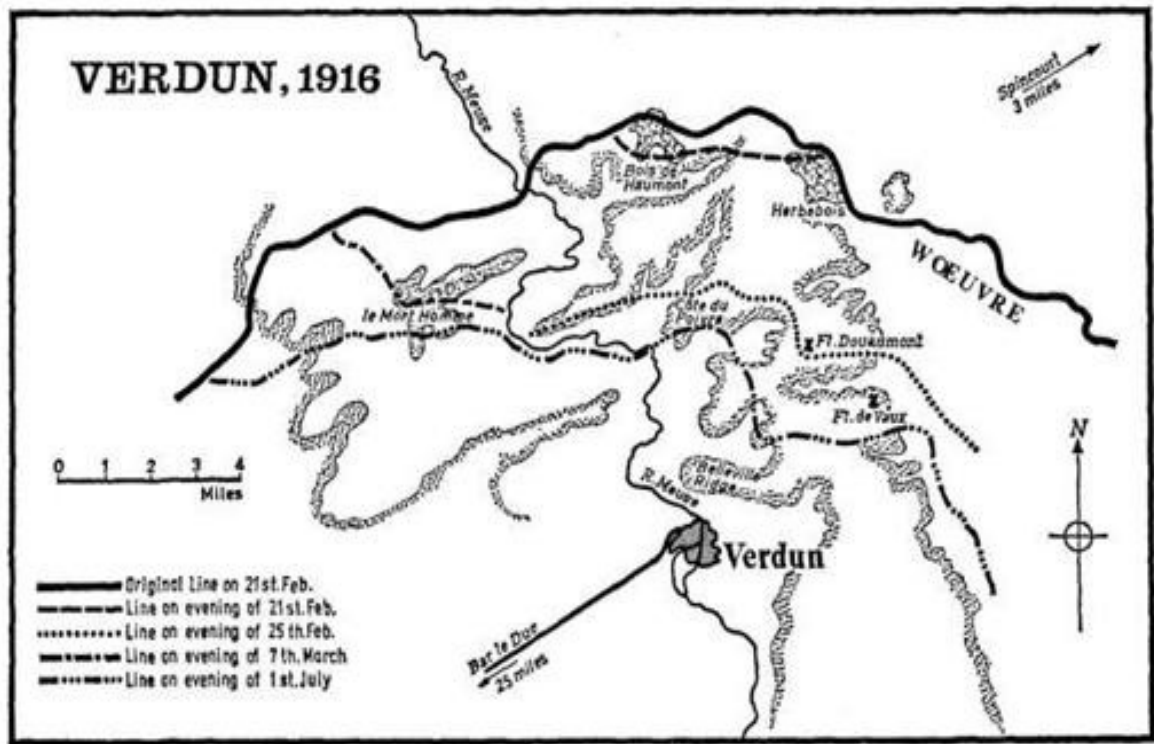 VERDUN, 1916
R. Meuse
Spincourt
3 miles
Bois de
Haumont
Herbebois
WOEUVRE
le Mort Homme
Côte du
Poivre
Ft. Douaumont
Ft. de Vaux
N
0 1 2 3 4
Miles
Belleville
Ridge
R. Meuse
Verdun
Original Line on 21st. Feb.
Line on evening of 21st. Feb.
Line on evening of 25th. Feb.
Line on evening of 7th. March
Line on evening of 1st. July
Bar le Duc
25 miles